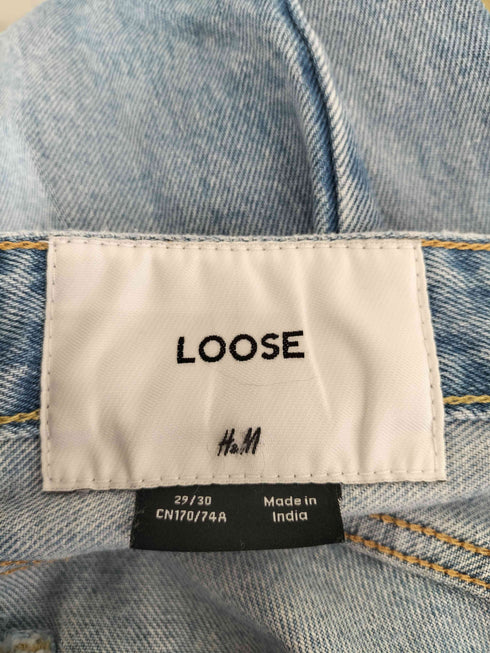 LOOSE
H&M
29/30
CN170/74A
Made in
India